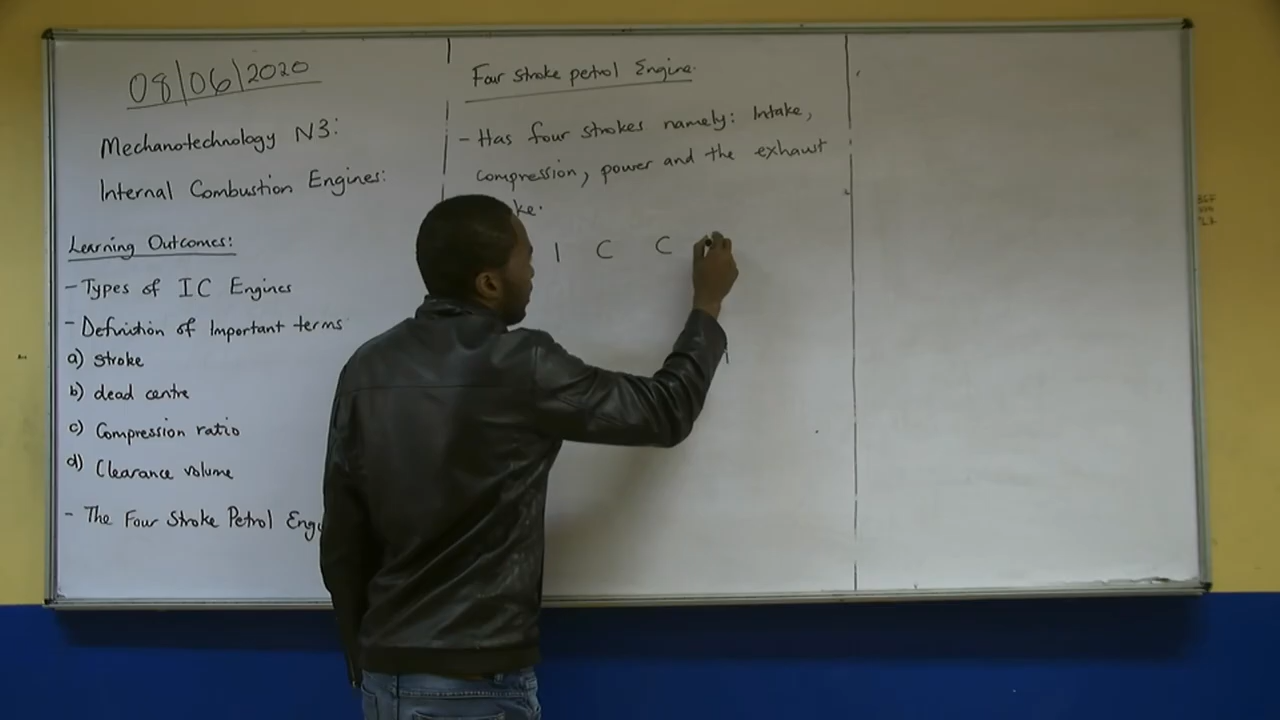 08/06/2020
Mechanotechnology N3:
Internal Combustion Engines:
Learning Outcomes:
- Types of IC Engines
- Definition of Important terms
a) stroke
b) dead centre
c) Compression ratio
d) Clearance volume
- The Four Stroke Petrol
Four stroke petrol Engine.
- Has four strokes namely: Intake,
compression, power and the exhaust
ke.
I C C